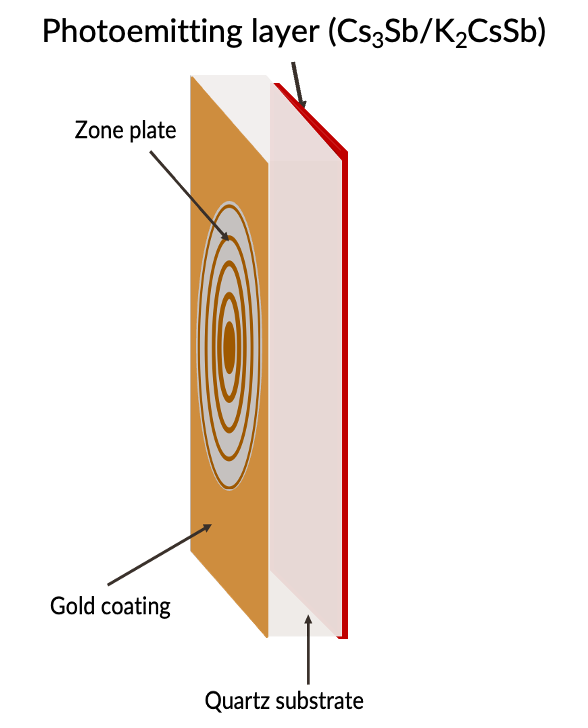 Photoemitting layer (Cs₃Sb/K₂CsSb)
Zone plate
Gold coating
Quartz substrate